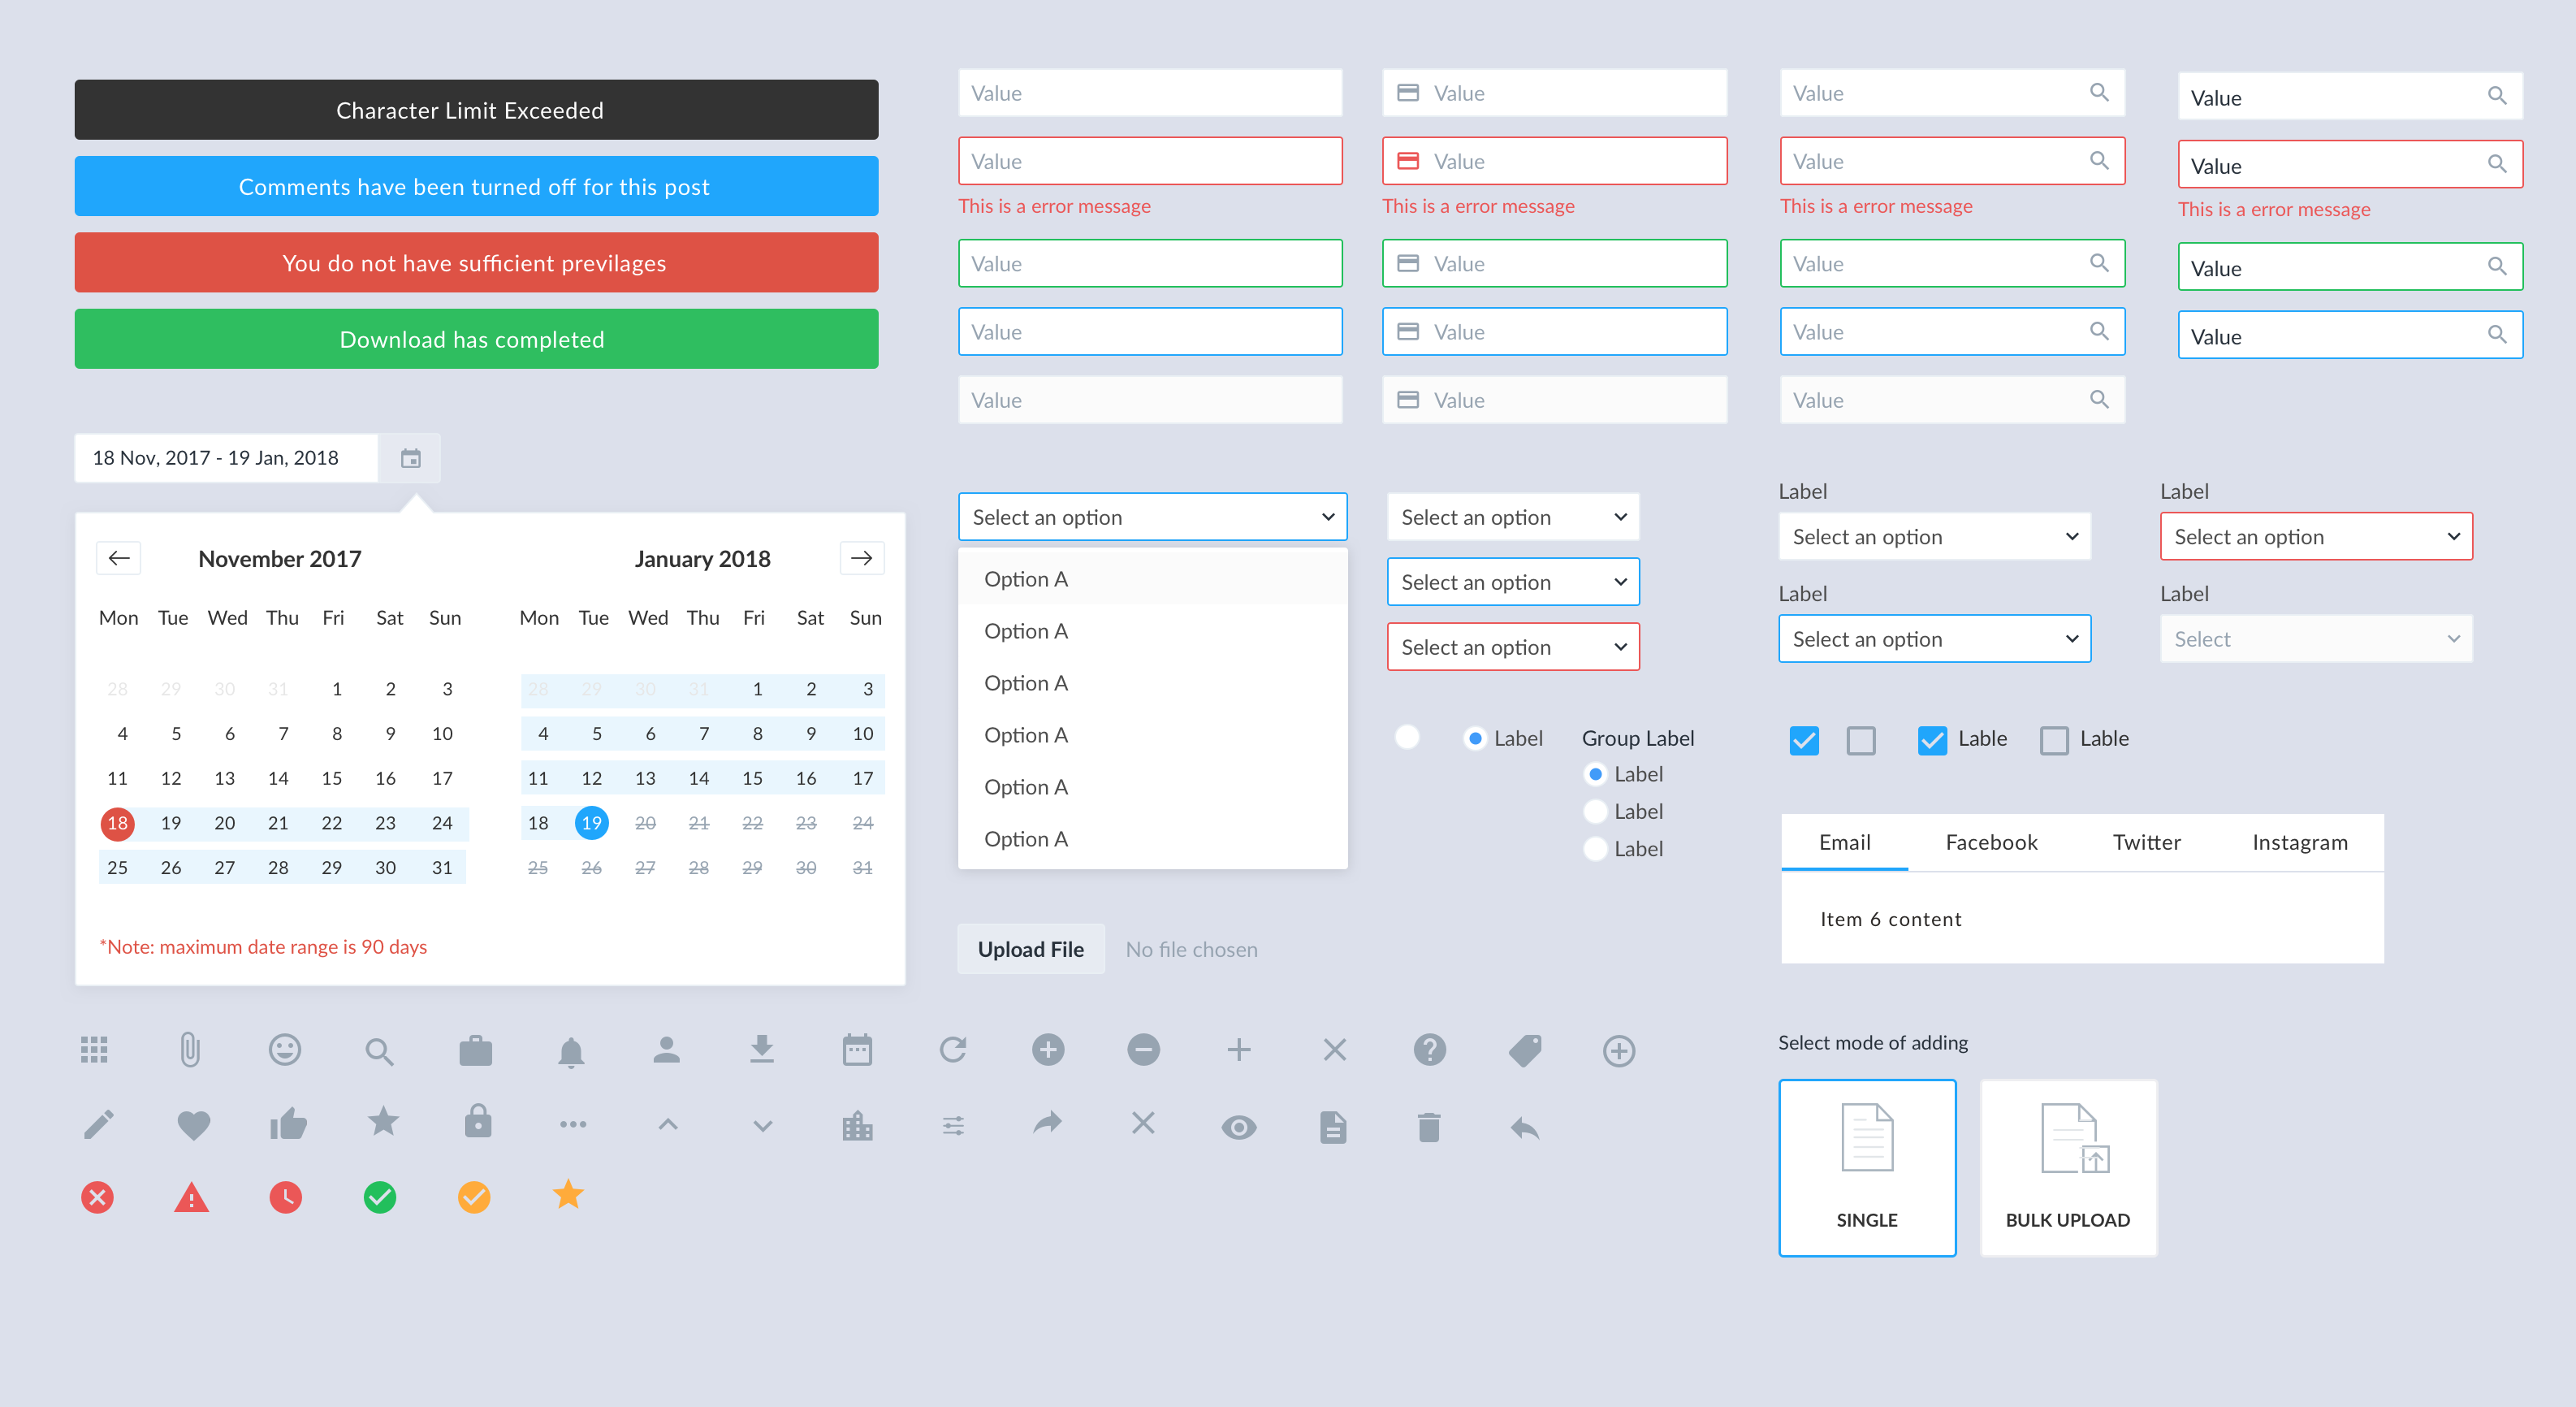 Character Limit Exceeded
Comments have been turned off for this post
You do not have sufficient previlages
Download has completed
18 Nov, 2017 - 19 Jan, 2018
November 2017
Mon Tue Wed Thu Fri Sat Sun
28 29 30 31 1 2 3
4 5 6 7 8 9 10
11 12 13 14 15 16 17
18 19 20 21 22 23 24
25 26 27 28 29 30 31
January 2018
Mon Tue Wed Thu Fri Sat Sun
28 29 30 31 1 2 3
4 5 6 7 8 9 10
11 12 13 14 15 16 17
18 19 20 21 22 23 24
25 26 27 28 29 30 31
*Note: maximum date range is 90 days
Value
Value
This is a error message
Value
Value
Value
Value
Value
This is a error message
Value
Value
Value
Value
Value
This is a error message
Value
Value
Value
Value
Value
This is a error message
Value
Value
Select an option
Option A
Option A
Option A
Option A
Option A
Option A
Select an option
Select an option
Select an option
Label
Select an option
Label
Select an option
Label
Select an option
Label
Select
Label
Group Label
Label
Label
Label
Lable
Lable
Email Facebook Twitter Instagram
Item 6 content
Upload File No file chosen
Select mode of adding
SINGLE
BULK UPLOAD